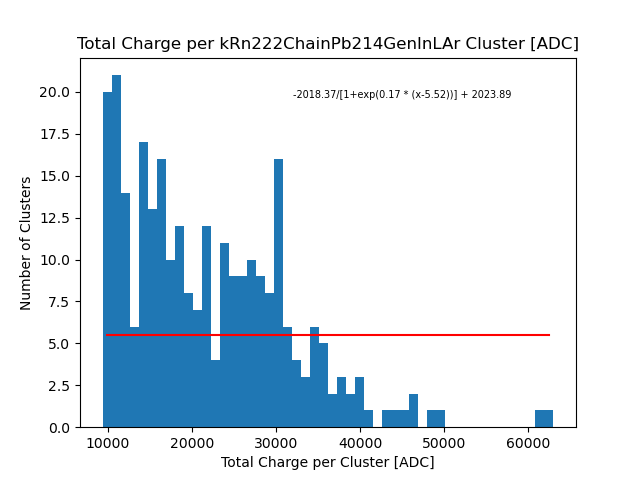 Total Charge per kRn222ChainPb214GenInLAr Cluster [ADC]
-2018.37/[1+exp(0.17 * (x-5.52))] + 2023.89
20.0
17.5
15.0
12.5
10.0
7.5
5.0
2.5
0.0
Number of Clusters
10000 20000 30000 40000 50000 60000
Total Charge per Cluster [ADC]